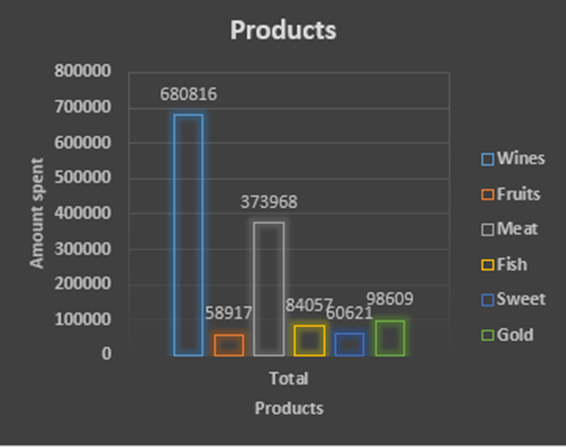 Products
800000
700000
600000
500000
400000
300000
200000
100000
0
Amount spent
680816
58917
373968
84057
60621
98609
Total
Products
Wines
Fruits
Meat
Fish
Sweet
Gold